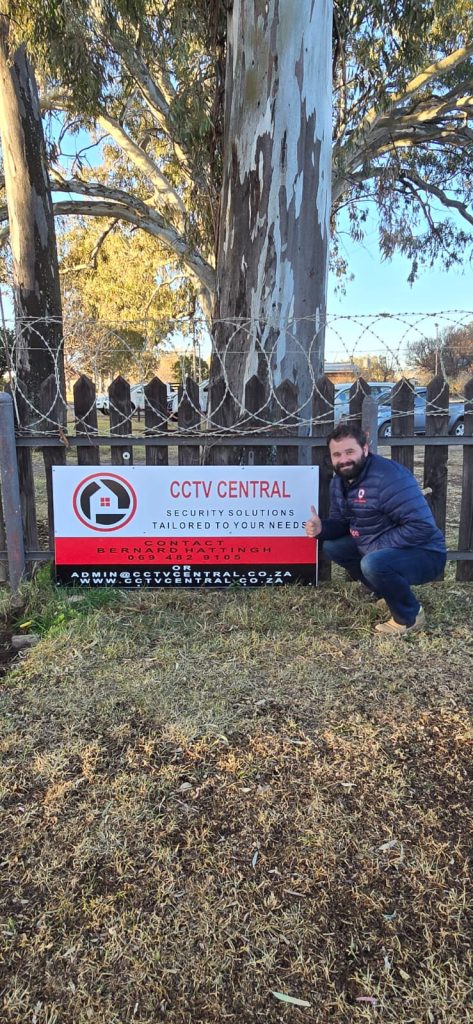 CCTV CENTRAL
SECURITY SOLUTIONS
TAILORED TO YOUR NEEDS
CONTACT
BERNARD HATTINGH
069 482 9105
OR
ADMIN@CCTVCENTRAL.CO.ZA
WWW.CCTVCENTRAL.CO.ZA